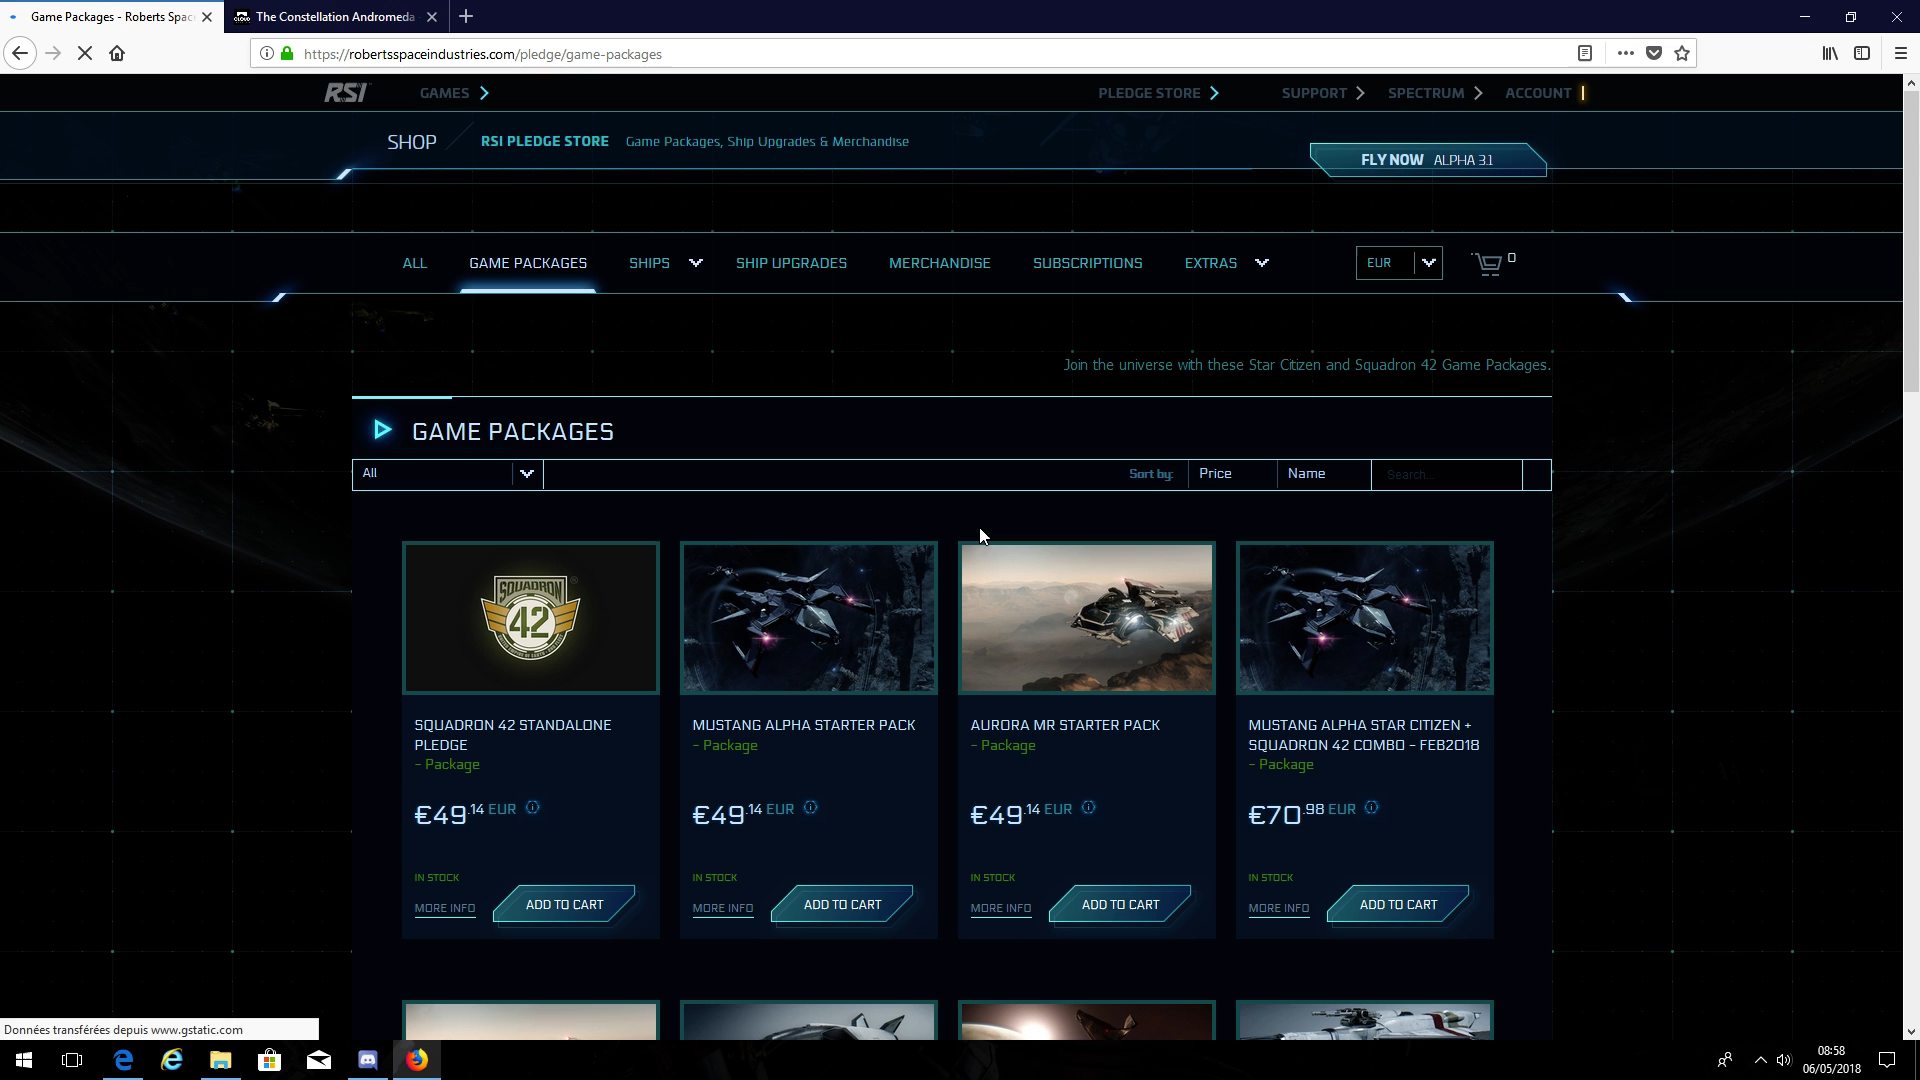 Game Packages - Roberts Spac
The Constellation Andromeda
https://robertsspaceindustries.com/pledge/game-packages
RSI
GAMES
PLEDGE STORE
SUPPORT
SPECTRUM
ACCOUNT
SHOP
RSI PLEDGE STORE
Game Packages, Ship Upgrades & Merchandise
FLY NOW ALPHA 3.1
ALL
GAME PACKAGES
SHIPS
SHIP UPGRADES
MERCHANDISE
SUBSCRIPTIONS
EXTRAS
EUR
0
Join the universe with these Star Citizen and Squadron 42 Game Packages.
GAME PACKAGES
All
Sort by:
Price
Name
Search...
SQUADRON
42
SQUADRON 42 STANDALONE
PLEDGE
- Package
€49.14 EUR
IN STOCK
MORE INFO
ADD TO CART
MUSTANG ALPHA STARTER PACK
- Package
€49.14 EUR
IN STOCK
MORE INFO
ADD TO CART
AURORA MR STARTER PACK
- Package
€49.14 EUR
IN STOCK
MORE INFO
ADD TO CART
MUSTANG ALPHA STAR CITIZEN +
SQUADRON 42 COMBO - FEB2018
- Package
€70.98 EUR
IN STOCK
MORE INFO
ADD TO CART
Données transférées depuis www.gstatic.com
08:58
06/05/2018